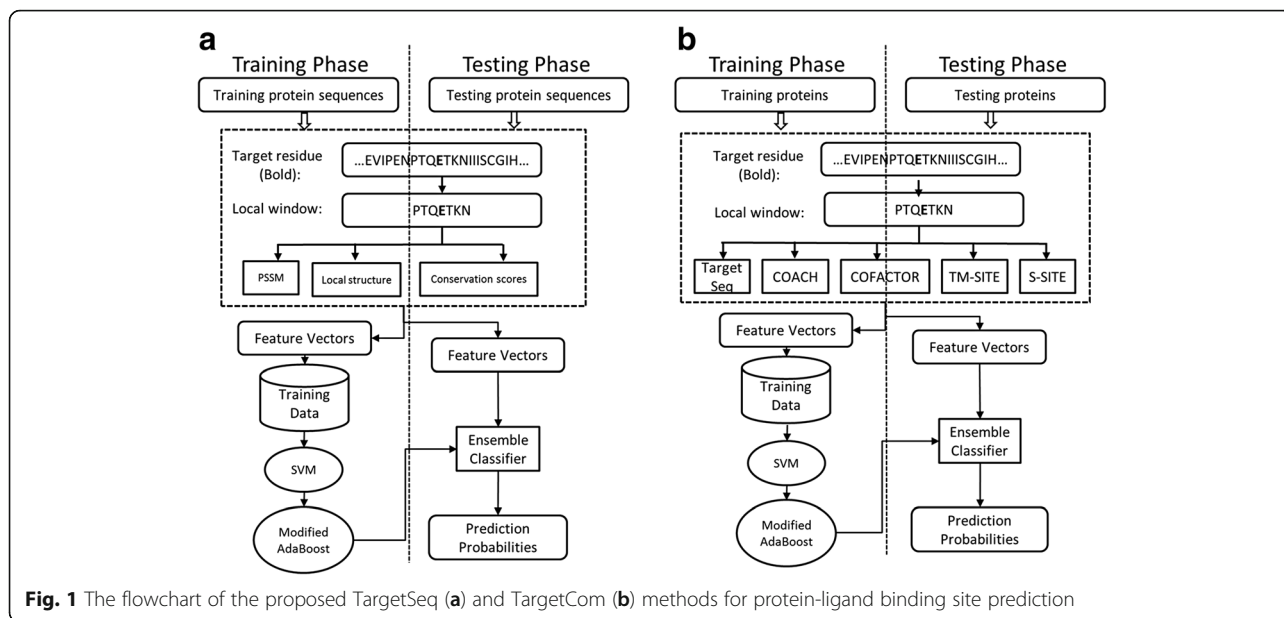 a
Training Phase
Testing Phase
Training protein sequences
Testing protein sequences
Target residue
(Bold):
...EVIPENPTQETKNIIISCGIH...
Local window:
PTQETKN
PSSM
Local structure
Conservation scores
Feature Vectors
Feature Vectors
Training
Data
SVM
Modified
AdaBoost
Ensemble
Classifier
Prediction
Probabilities
b
Training Phase
Testing Phase
Training proteins
Testing proteins
Target residue
(Bold):
...EVIPENPTQETKNIIISCGIH...
Local window:
PTQETKN
Target
Seq
COACH
COFACTOR
TM-SITE
S-SITE
Feature Vectors
Feature Vectors
Training
Data
SVM
Modified
AdaBoost
Ensemble
Classifier
Prediction
Probabilities
Fig. 1 The flowchart of the proposed TargetSeq (a) and TargetCom (b) methods for protein-ligand binding site prediction